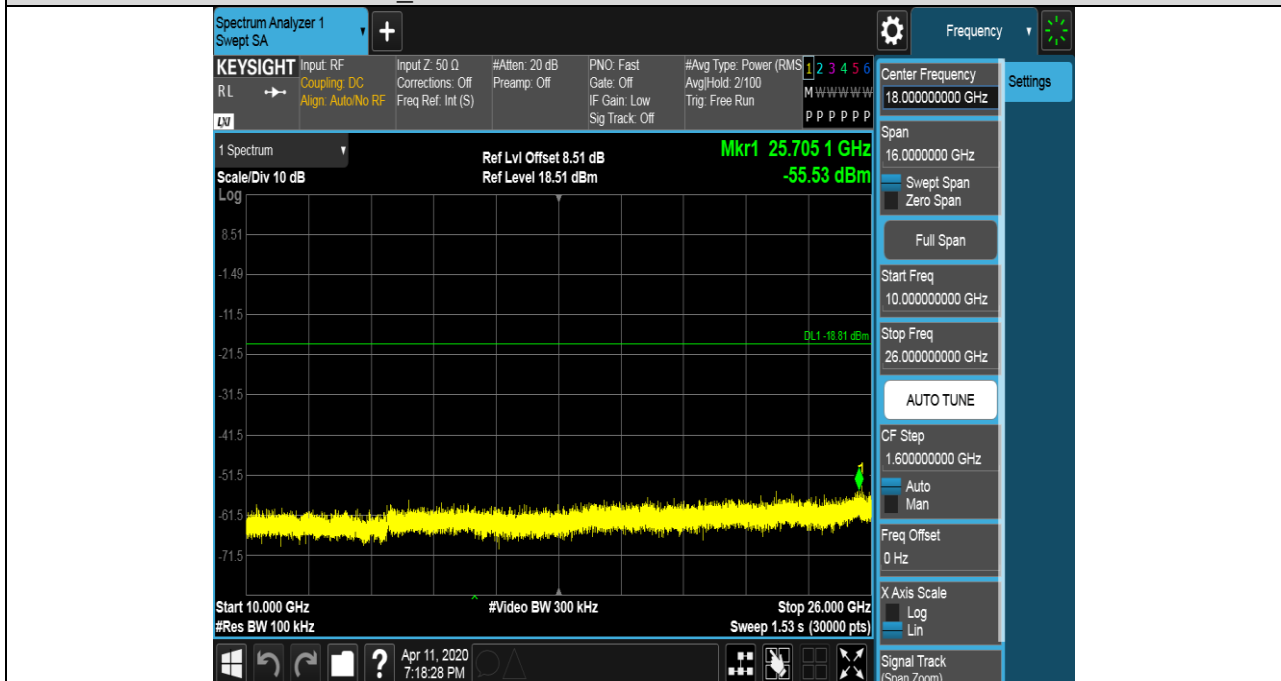 Spectrum Analyzer 1
Swept SA
Frequency
KEYSIGHT
RL
LXI
Input: RF
Coupling: DC
Align: Auto/No RF
Input Z: 50 Ω
Corrections: Off
Freq Ref: Int (S)
#Atten: 20 dB
Preamp: Off
PNO: Fast
Gate: Off
IF Gain: Low
Sig Track: Off
#Avg Type: Power (RMS
Avg|Hold: 2/100
Trig: Free Run
1 2 3 4 5 6
M W W W W W
P P P P P P
Center Frequency
18.000000000 GHz
Settings
Span
16.0000000 GHz
Swept Span
Zero Span
Full Span
Start Freq
10.000000000 GHz
Stop Freq
26.000000000 GHz
AUTO TUNE
CF Step
1.600000000 GHz
Auto
Man
Freq Offset
0 Hz
X Axis Scale
Log
Lin
Signal Track
(Span Zoom)
1 Spectrum
Scale/Div 10 dB
Ref Lvl Offset 8.51 dB
Ref Level 18.51 dBm
Mkr1 25.705 1 GHz
-55.53 dBm
Log
8.51
-1.49
-11.5
DL1 -18.81 dBm
-21.5
-31.5
-41.5
-51.5
1
-61.5
-71.5
Start 10.000 GHz
#Res BW 100 kHz
#Video BW 300 kHz
Stop 26.000 GHz
Sweep 1.53 s (30000 pts)
?
Apr 11, 2020
7:18:28 PM